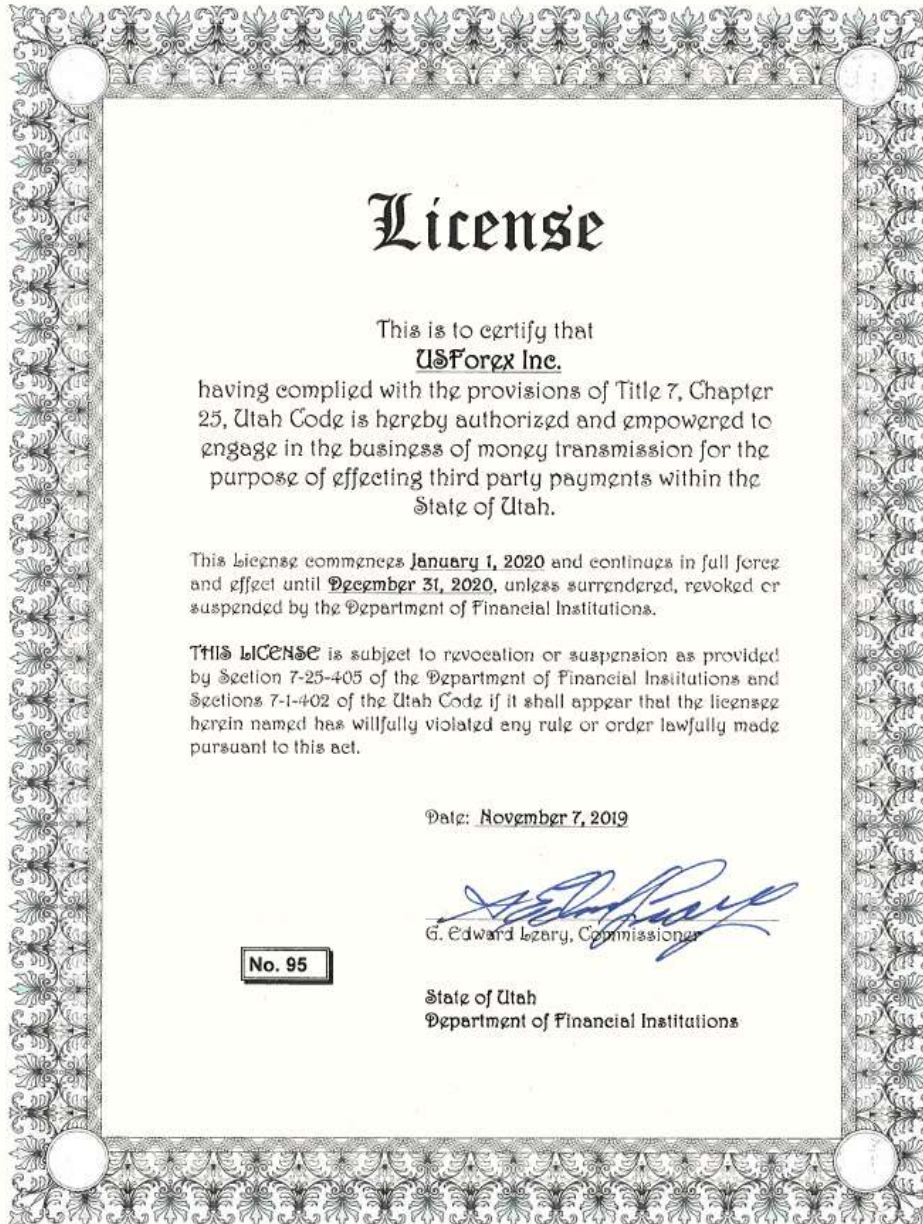 License
This is to certify that
USForex Inc.
having complied with the provisions of Title 7, Chapter
25, Utah Code is hereby authorized and empowered to
engage in the business of money transmission for the
purpose of effecting third party payments within the
State of Utah.
This License commences January 1, 2020 and continues in full force
and effect until December 31, 2020, unless surrendered, revoked or
suspended by the Department of Financial Institutions.
THIS LICENSE is subject to revocation or suspension as provided
by Section 7-25-405 of the Department of Financial Institutions and
Sections 7-1-402 of the Utah Code if it shall appear that the licensee
herein named has willfully violated any rule or order lawfully made
pursuant to this act.
Date: November 7, 2019
G. Edward Leary, Commissioner
No. 95
State of Utah
Department of Financial Institutions